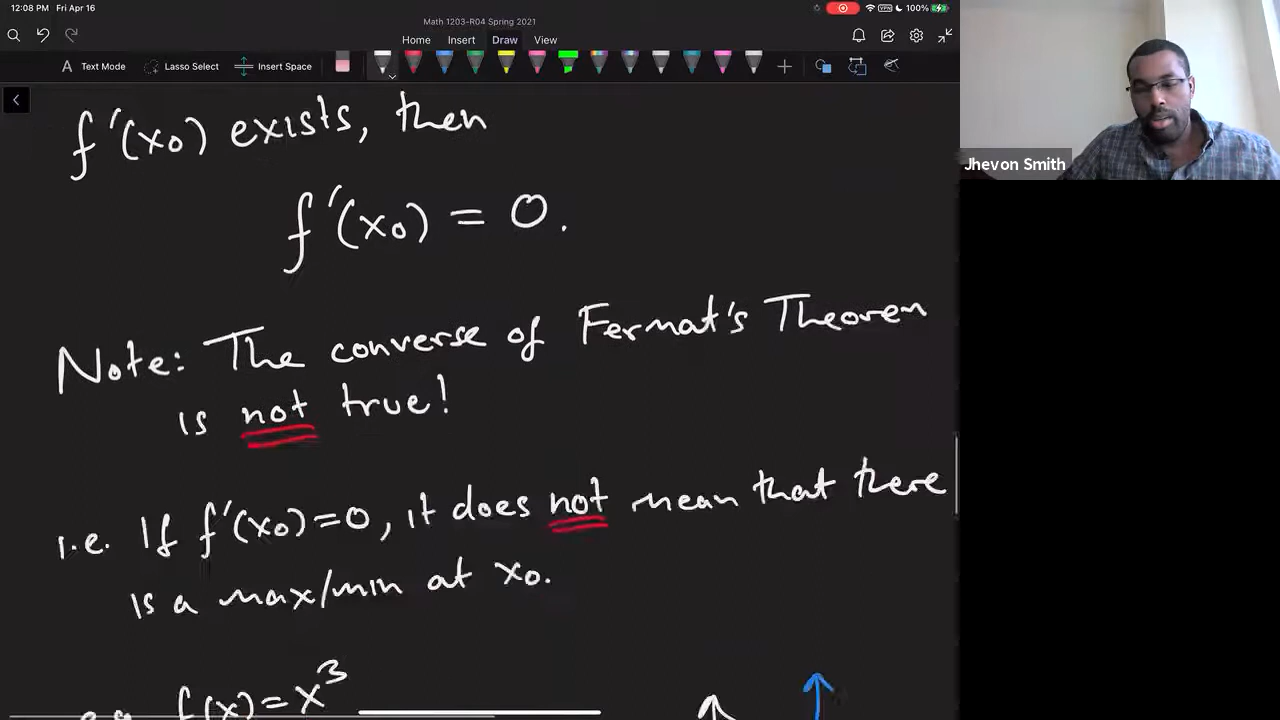 12:08 PM Fri Apr 16
100%
Math 1203-R04 Spring 2021
Home Insert Draw View
Text Mode Lasso Select Insert Space
f'(x₀) exists, then
f'(x₀) = 0.
Note: The converse of Fermat's Theorem
is not true!
i.e. If f'(x₀)=0, it does not mean that there
is a max/min at x₀.
e.g. f(x)=x³
Jhevon Smith